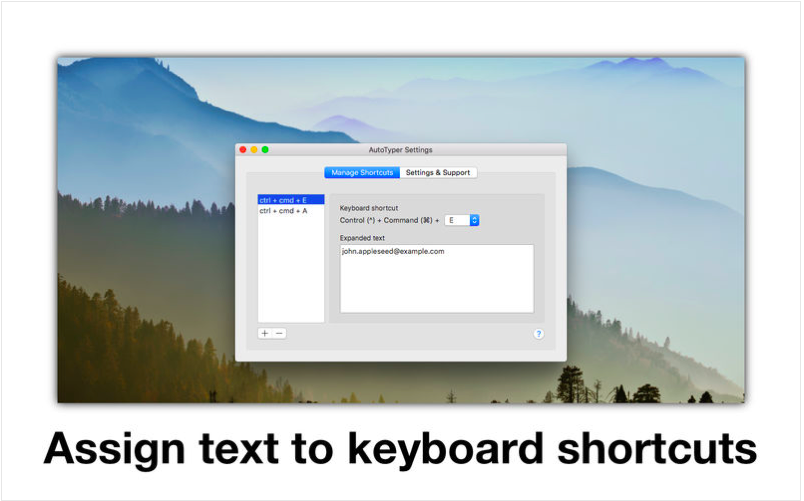 AutoTyper Settings
Manage Shortcuts Settings & Support
ctrl + cmd + E
ctrl + cmd + A
Keyboard shortcut
Control (^) + Command (⌘) + E
Expanded text
john.appleseed@example.com
+ −
?
Assign text to keyboard shortcuts